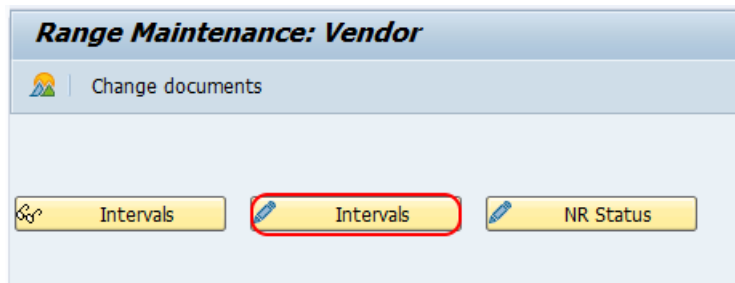 Range Maintenance: Vendor
Change documents
Intervals Intervals NR Status